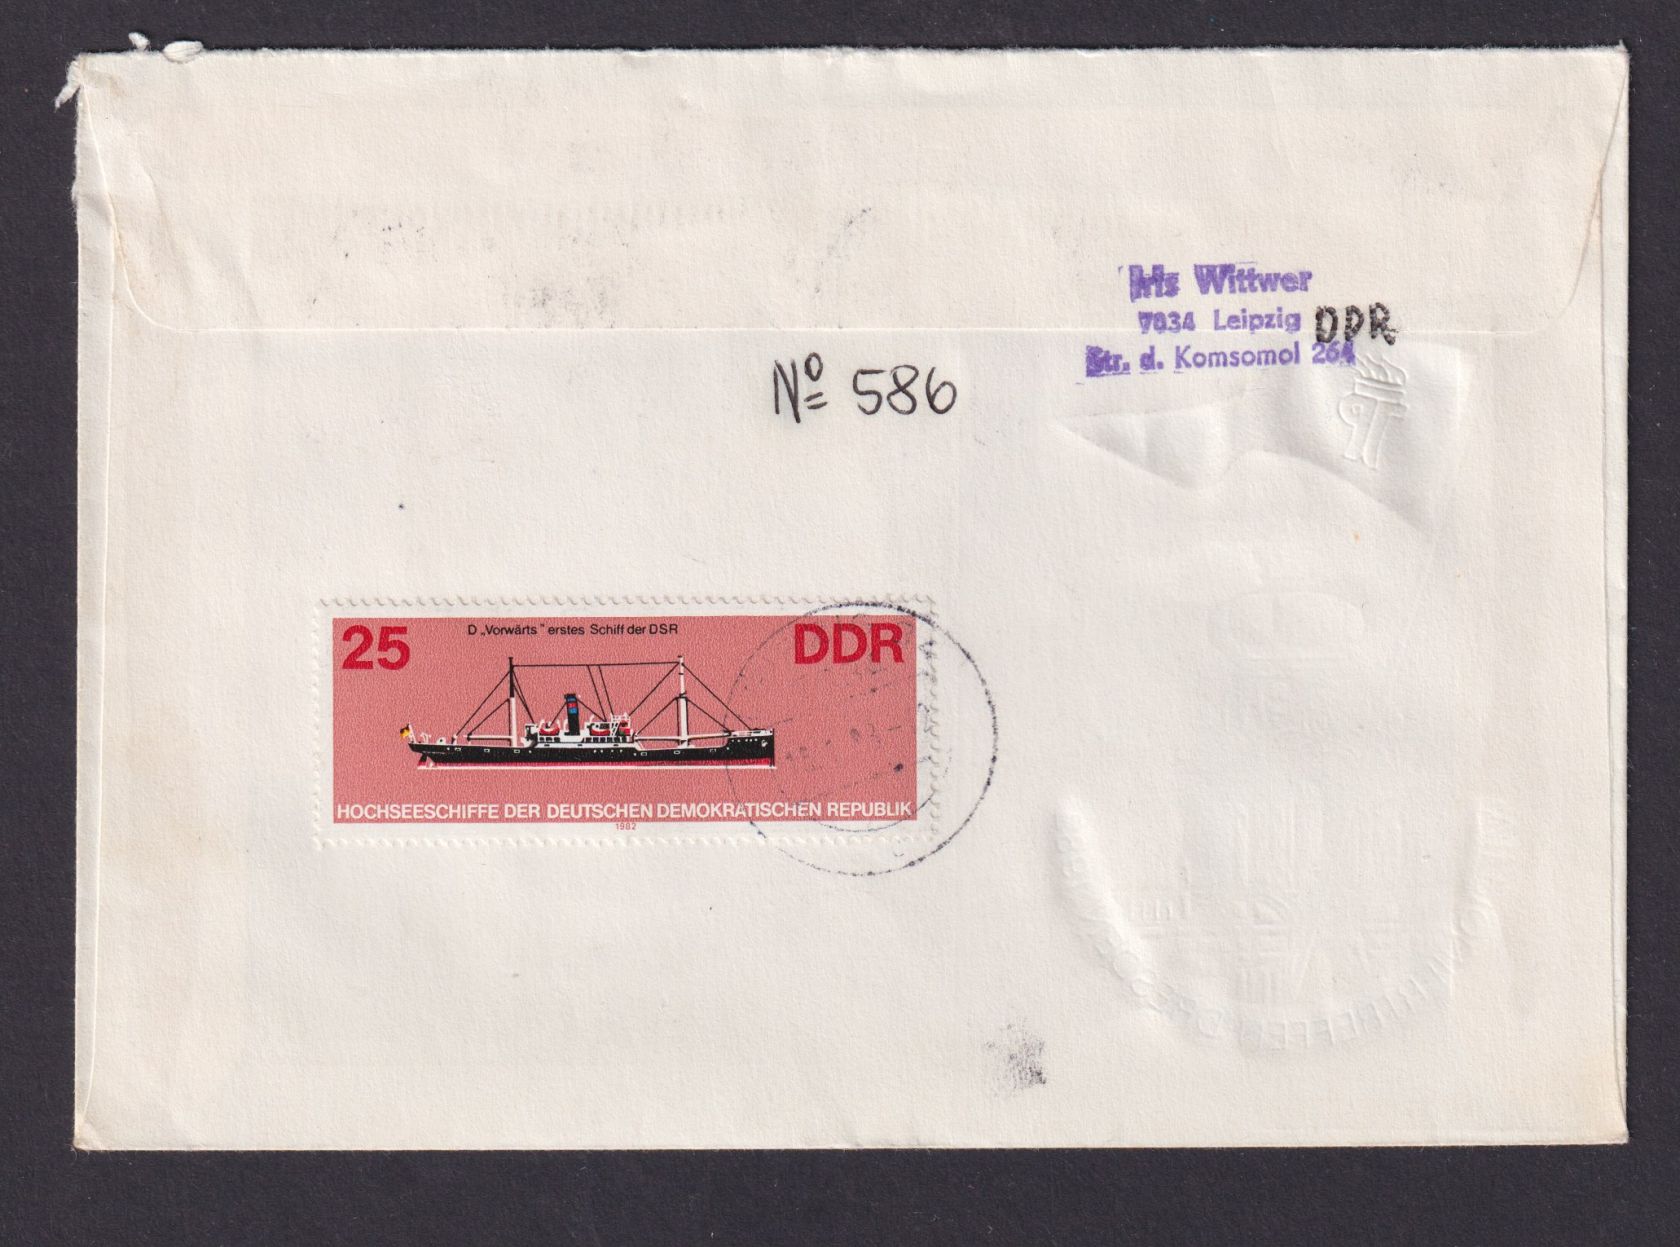 Iris Wittwer
7034 Leipzig DDR
Str. d. Komsomol 264
Nº 586
25 D „Vorwärts" erstes Schiff der DSR DDR
HOCHSEESCHIFFE DER DEUTSCHEN DEMOKRATISCHEN REPUBLIK
1982